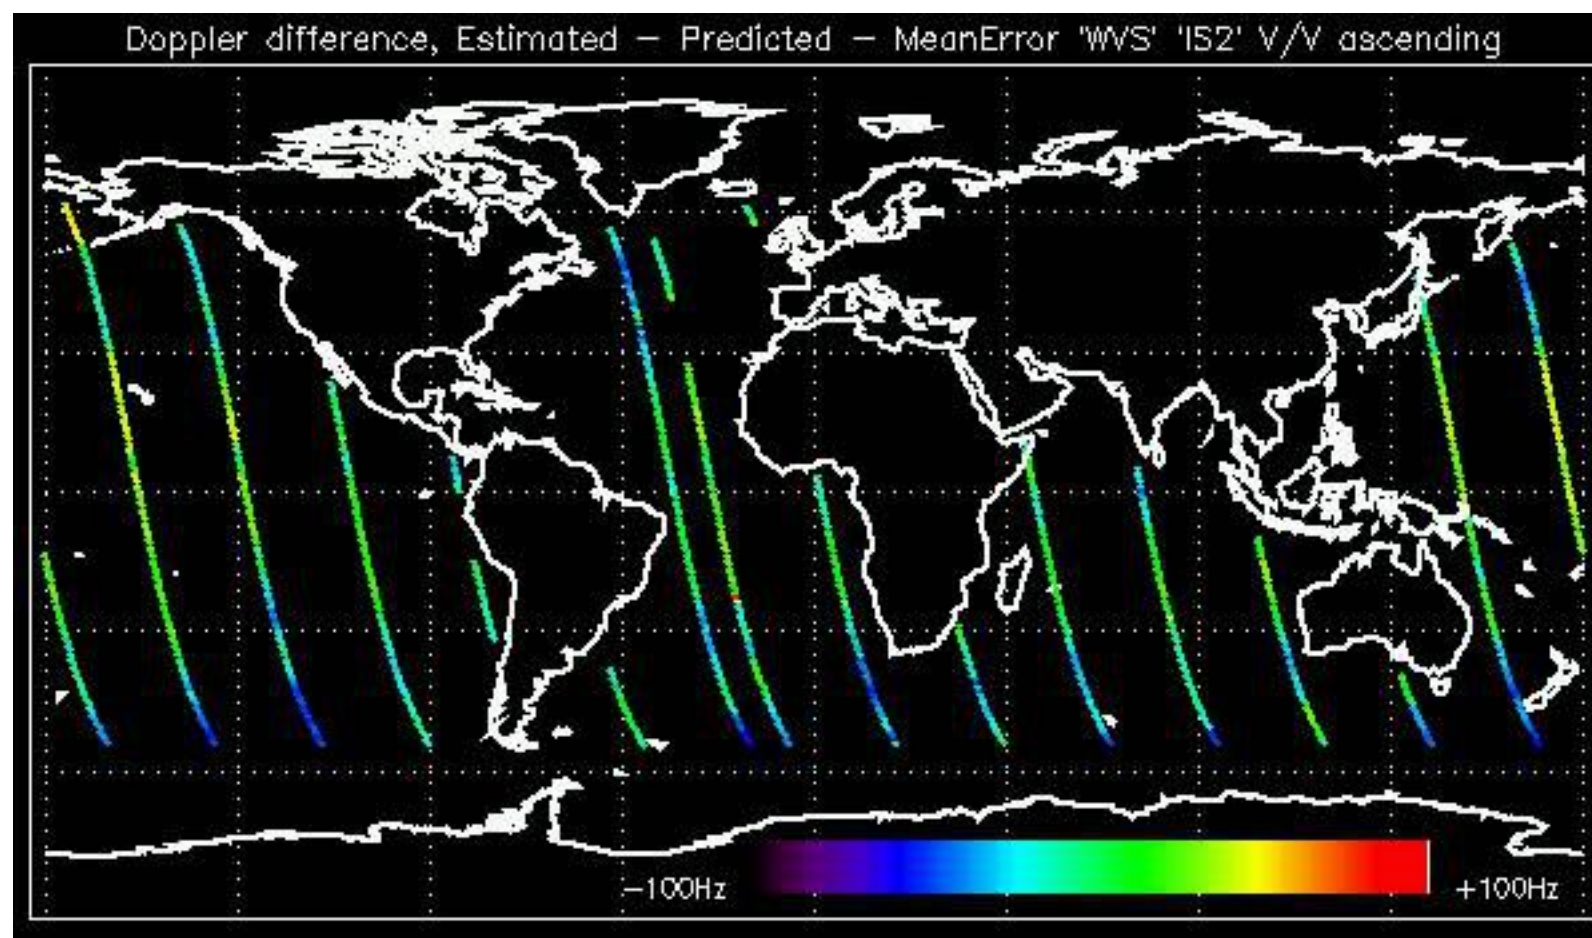 Doppler difference, Estimated - Predicted - MeanError 'WVS' 'IS2' V/V ascending
-100Hz +100Hz